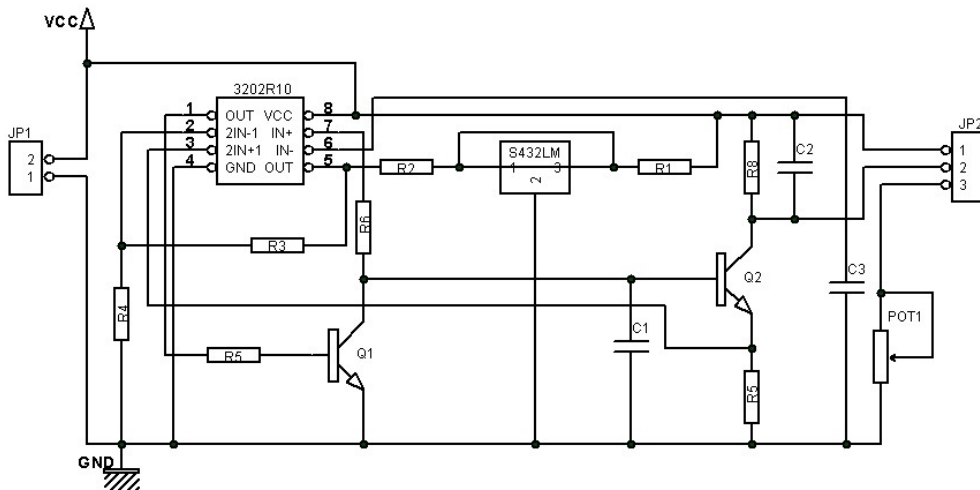 VCC
3202R10
1 OUT VCC 8
2 2IN-1 IN+ 7
3 2IN+1 IN- 6
4 GND OUT 5
JP1
2
1
JP2
1
2
3
R2
S432LM
1 3
2
R1
R8
C2
R6
R3
R4
Q2
C3
POT1
R5
Q1
C1
R5
GND